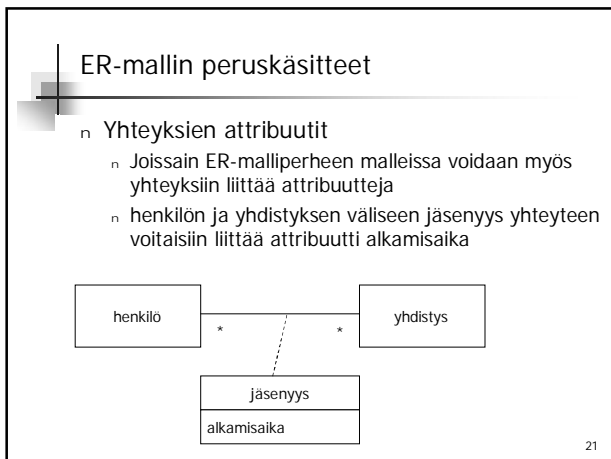 ER-mallin peruskäsitteet
n Yhteyksien attribuutit
n Joissain ER-malliperheen malleissa voidaan myös
yhteyksiin liittää attribuutteja
n henkilön ja yhdistyksen väliseen jäsenyys yhteyteen
voitaisiin liittää attribuutti alkamisaika
henkilö
yhdistys
* *
jäsenyys
alkamisaika
21